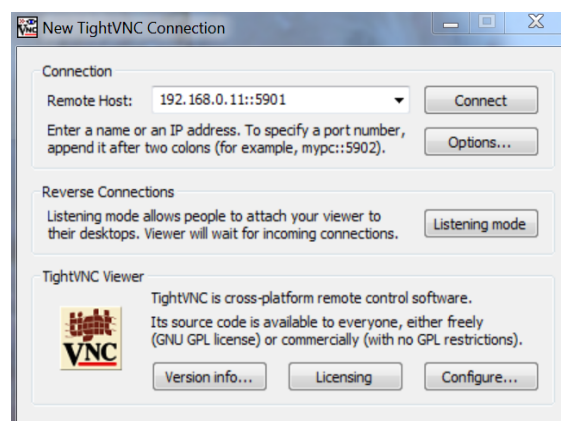 New TightVNC Connection
Connection
Remote Host: 192.168.0.11::5901 Connect
Enter a name or an IP address. To specify a port number,
append it after two colons (for example, mypc::5902). Options...
Reverse Connections
Listening mode allows people to attach your viewer to
their desktops. Viewer will wait for incoming connections. Listening mode
TightVNC Viewer
TightVNC is cross-platform remote control software.
Its source code is available to everyone, either freely
(GNU GPL license) or commercially (with no GPL restrictions).
tight
VNC
Version info... Licensing Configure...